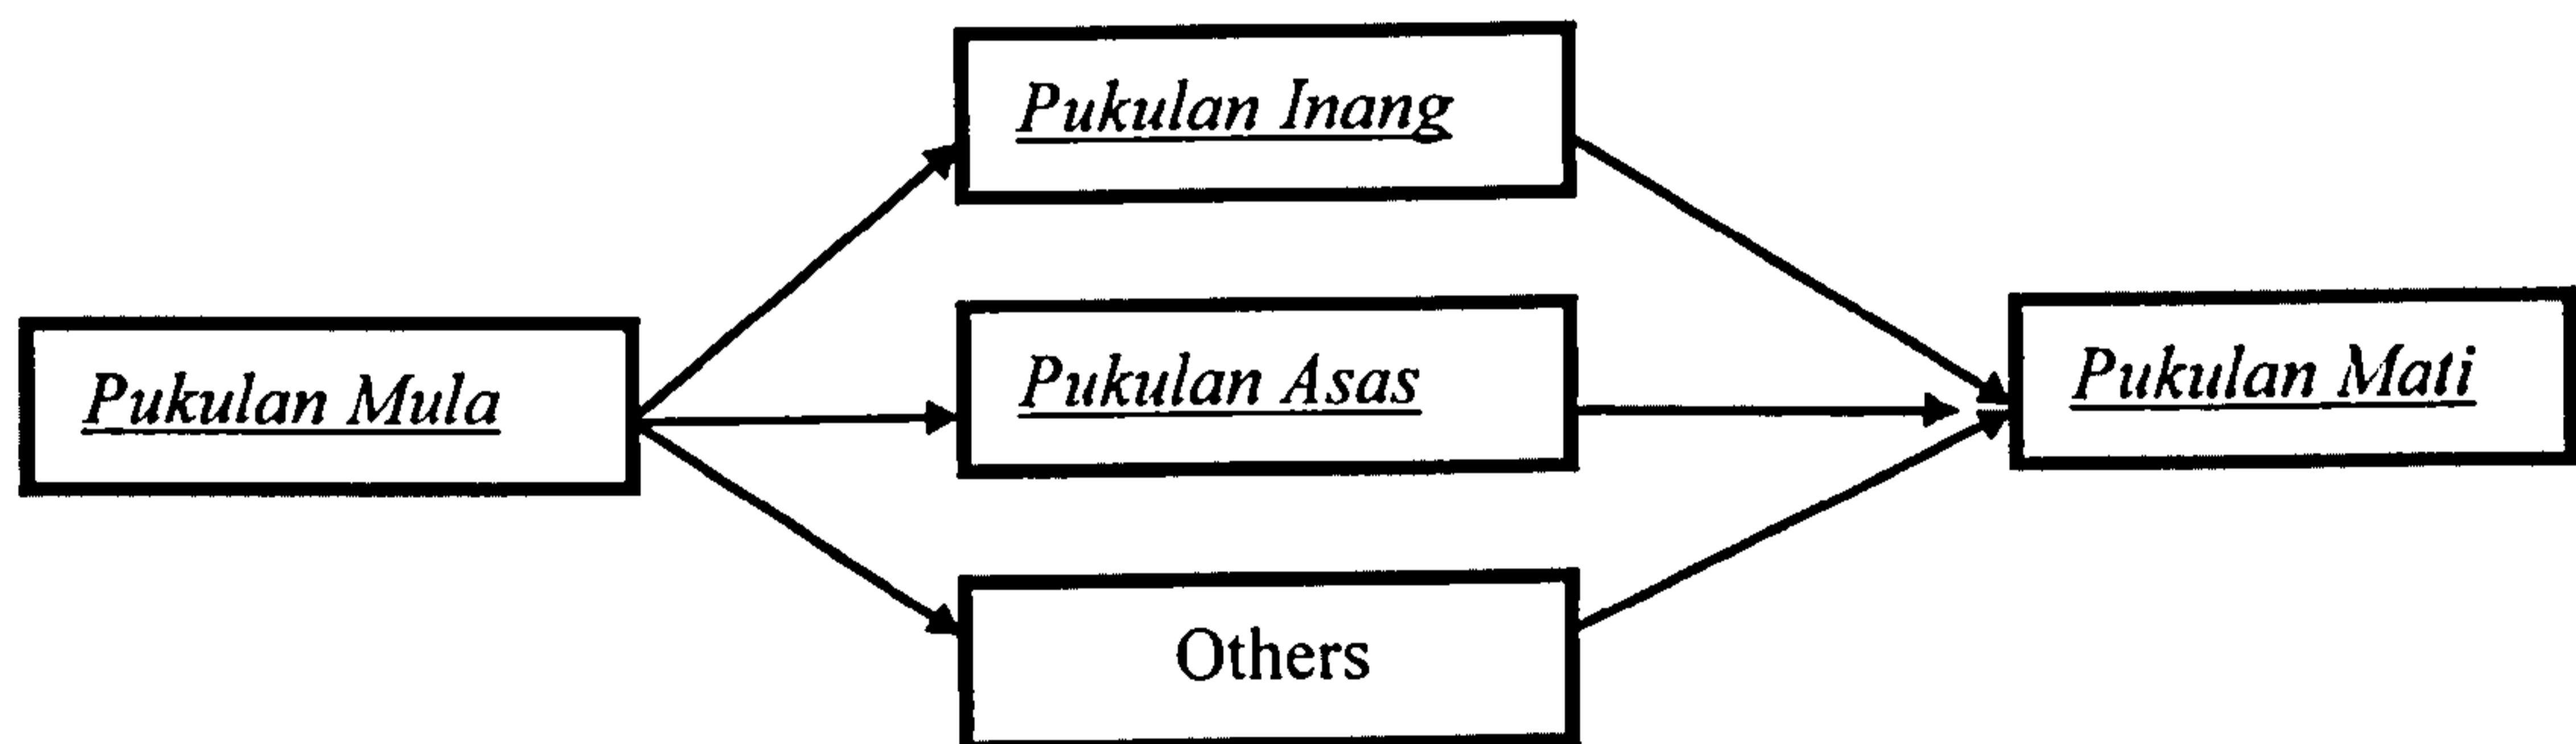 Pukulan Inang
Pukulan Mula
Pukulan Asas
Pukulan Mati
Others